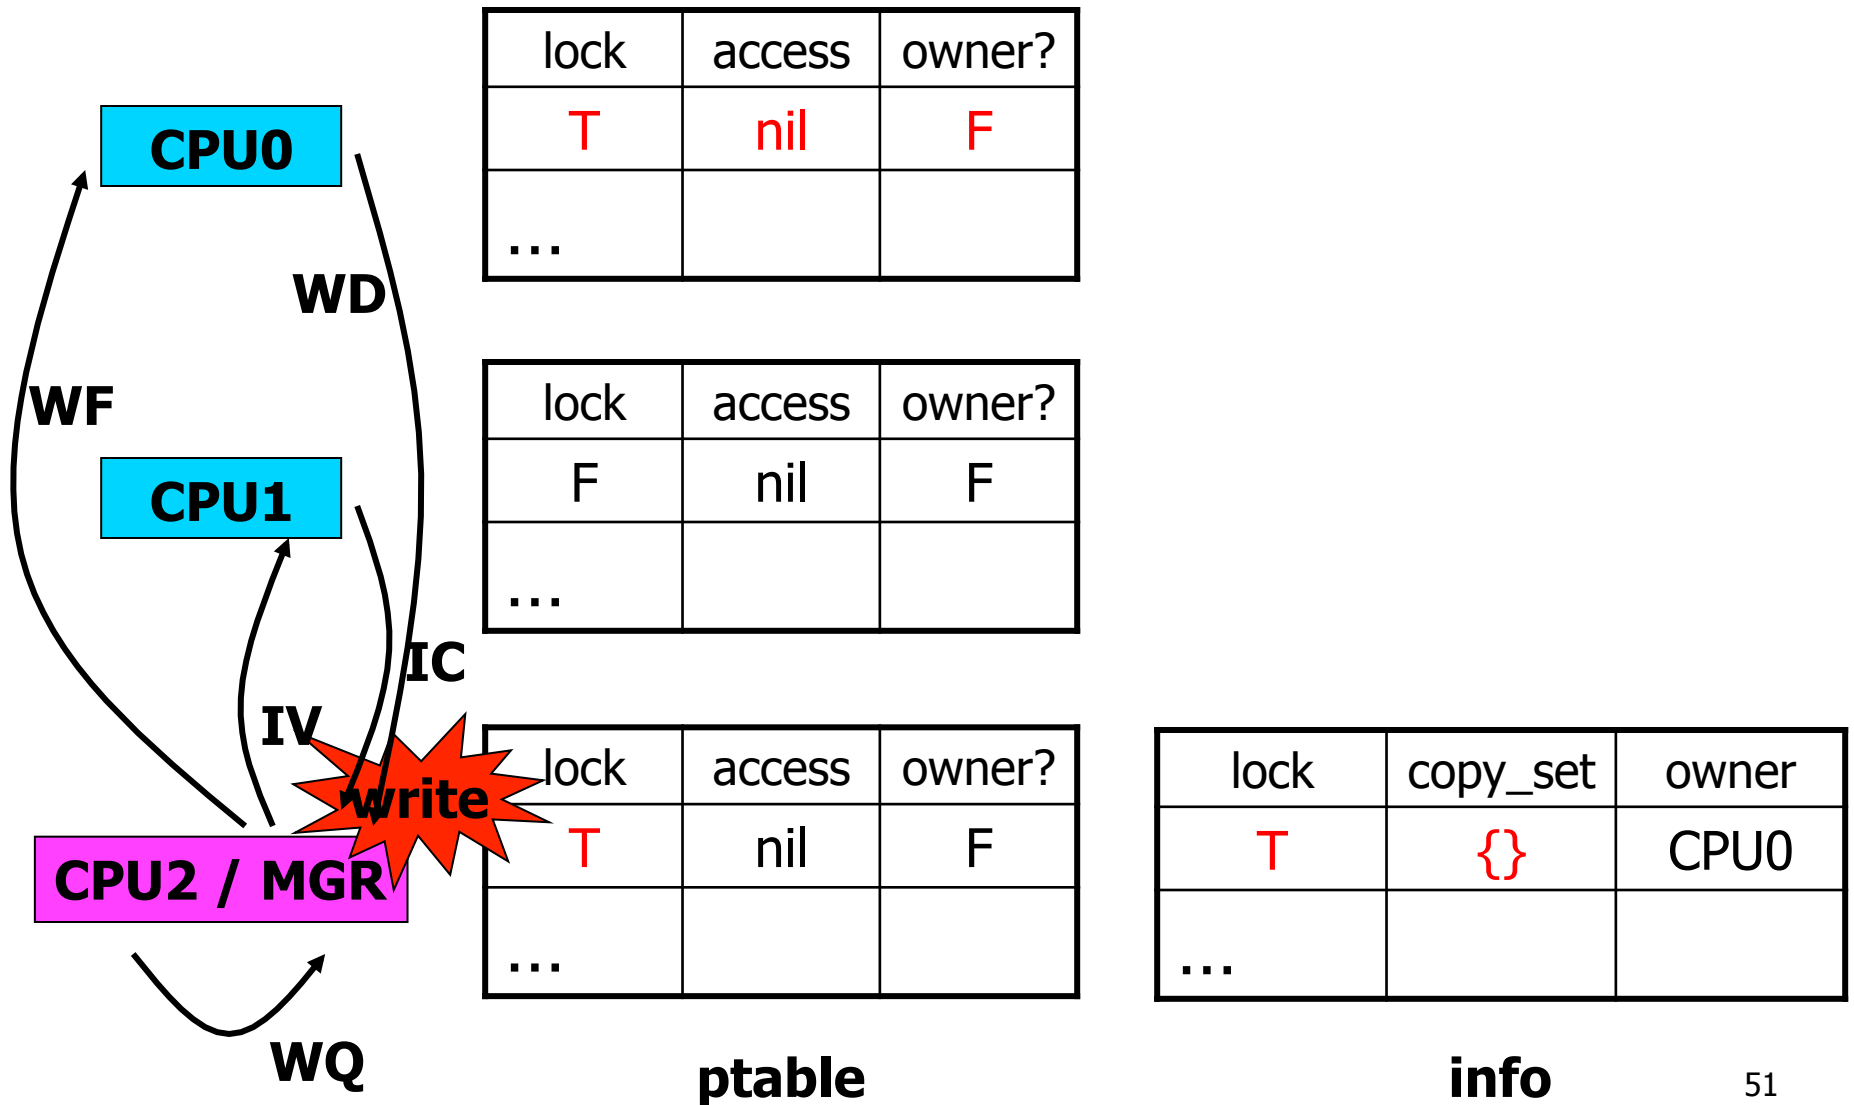 lock access owner?
CPU0
T nil F
...
WD
WF
lock access owner?
CPU1
F nil F
...
IC
IV
write
lock access owner?
T nil F
...
CPU2 / MGR
WQ
ptable
lock copy_set owner
T {} CPU0
...
info
51